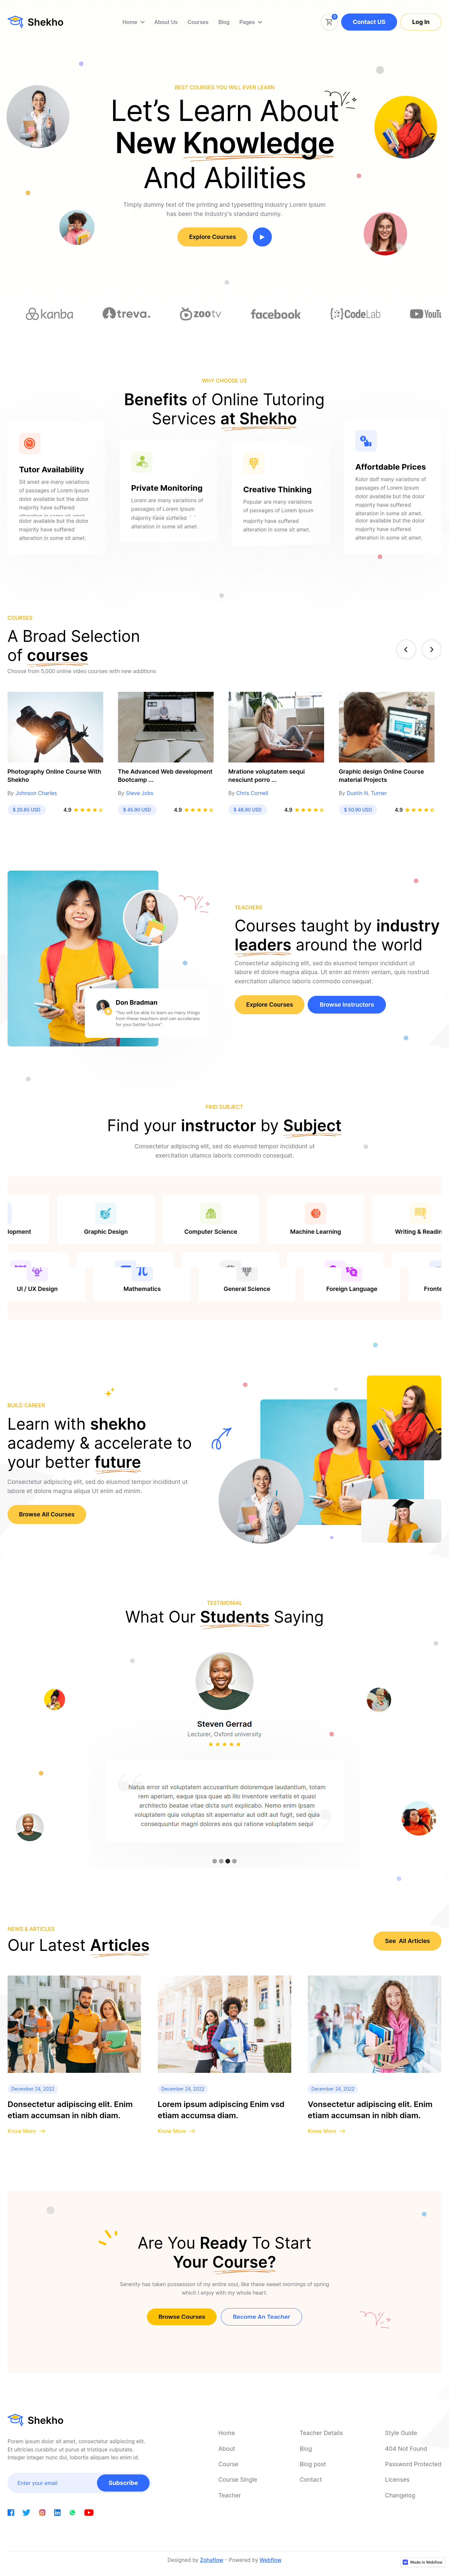 Shekho
Home
About Us
Courses
Blog
Pages
0
Contact US
Log In
BEST COURSES YOU WILL EVER LEARN
Let's Learn About
New Knowledge
And Abilities
Timply dummy text of the printing and typesetting industry Lorem Ipsum
has been the industry's standard dummy.
Explore Courses
kanba
treva.
zootv
facebook
{:}CodeLab
YouTu
WHY CHOOSE US
Benefits of Online Tutoring
Services at Shekho
Tutor Availability
Sit amet are many variations
of passages of Lorem Ipsum
dolor available but the dolor
majority have suffered
alteration in some sit amet.
dolor available but the dolor
majority have suffered
alteration in some sit amet.
Private Monitoring
Lorem are many variations of
passages of Lorem Ipsum
majority have suffered
alteration in some sit amet.
Creative Thinking
Popular are many variations
of passages of Lorem Ipsum
majority have suffered
alteration in some sit amet.
Affordable Prices
Kolor dolf many variations of
passages of Lorem Ipsum
dolor available but the dolor
majority have suffered
alteration in some sit amet.
dolor available but the dolor
majority have suffered
alteration in some sit amet.
COURSES
A Broad Selection
of courses
Choose from 5,000 online video courses with new additions
Photography Online Course With
Shekho
By Johnson Charles
$ 20.85 USD
4.9
The Advanced Web development
Bootcamp ...
By Steve Jobs
$ 45.90 USD
4.9
Mratione voluptatem sequi
nesciunt porro ...
By Chris Cornell
$ 48.90 USD
4.9
Graphic design Online Course
material Projects
By Dustin N. Turner
$ 50.90 USD
4.9
Don Bradman
"You will be able to learn so many things
from these teachers and can accelerate
for your better future"
TEACHERS
Courses taught by industry
leaders around the world
Consectetur adipiscing elit, sed do eiusmod tempor incididunt ut
labore et dolore magna aliqua. Ut enim ad minim veniam, quis nostrud
exercitation ullamco laboris commodo consequat.
Explore Courses
Browse Instructors
FIND SUBJECT
Find your instructor by Subject
Consectetur adipiscing elit, sed do eiusmod tempor incididunt ut
exercitation ullamco laboris commodo consequat.
lopment
Graphic Design
Computer Science
Machine Learning
Writing & Readin
UI / UX Design
Mathematics
General Science
Foreign Language
Fronte
BUILD CAREER
Learn with shekho
academy & accelerate to
your better future
Consectetur adipiscing elit, sed do eiusmod tempor incididunt ut
labore et dolore magna aliqua Ut enim ad minim.
Browse All Courses
TESTIMONIAL
What Our Students Saying
Steven Gerrad
Lecturer, Oxford university
Natus error sit voluptatem accusantium doloremque laudantium, totam
rem aperiam, eaque ipsa quae ab illo inventore veritatis et quasi
architecto beatae vitae dicta sunt explicabo. Nemo enim ipsam
voluptatem quia voluptas sit aspernatur aut odit aut fugit, sed quia
consequuntur magni dolores eos qui ratione voluptatem sequi
NEWS & ARTICLES
Our Latest Articles
See  All Articles
December 24, 2022
Donsectetur adipiscing elit. Enim
etiam accumsan in nibh diam.
Know More
December 24, 2022
Lorem ipsum adipiscing Enim vsd
etiam accumsa diam.
Know More
December 24, 2022
Vonsectetur adipiscing elit. Enim
etiam accumsan in nibh diam.
Know More
Are You Ready To Start
Your Course?
Serenity has taken possession of my entire soul, like these sweet mornings of spring
which I enjoy with my whole heart.
Browse Courses
Become An Teacher
Shekho
Porem ipsum dolor sit amet, consectetur adipiscing elit.
Et ultricies curabitur ut purus at tristique vulputate.
Integer integer nunc dui, lobortis aliquam leo enim id.
Enter your email
Subscribe
Home
About
Course
Course Single
Teacher
Teacher Details
Blog
Blog post
Contact
Style Guide
404 Not Found
Password Protected
Licenses
Changelog
Designed by Zohaflow - Powered by Webflow
Made in Webflow